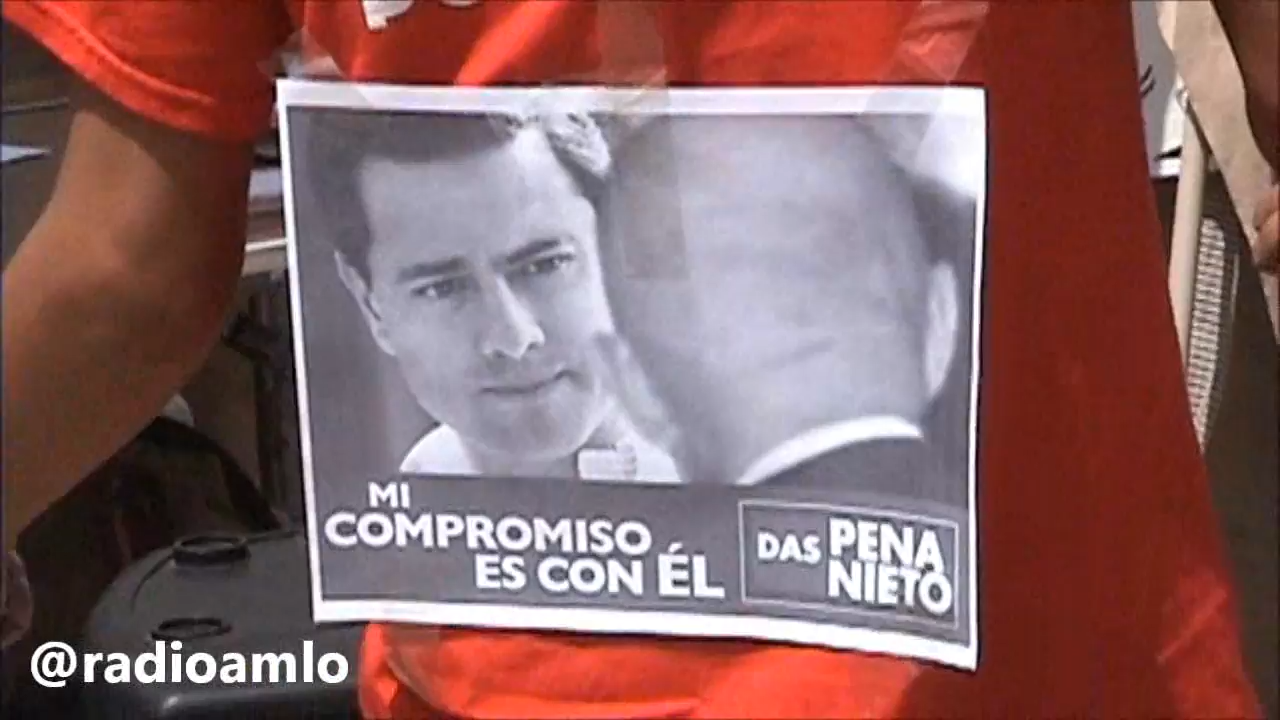 MI
COMPROMISO
ES CON ÉL
DAS PENA
NIETO
@radioamlo